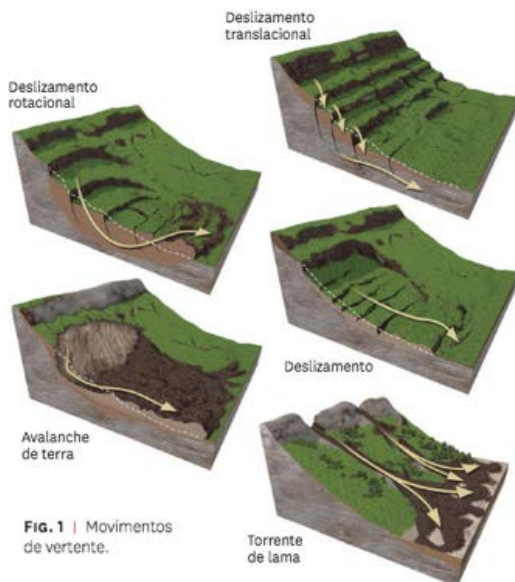 Deslizamento
translacional
Deslizamento
rotacional
Deslizamento
Avalanche
de terra
FIG. 1 | Movimentos
de vertente.
Torrente
de lama